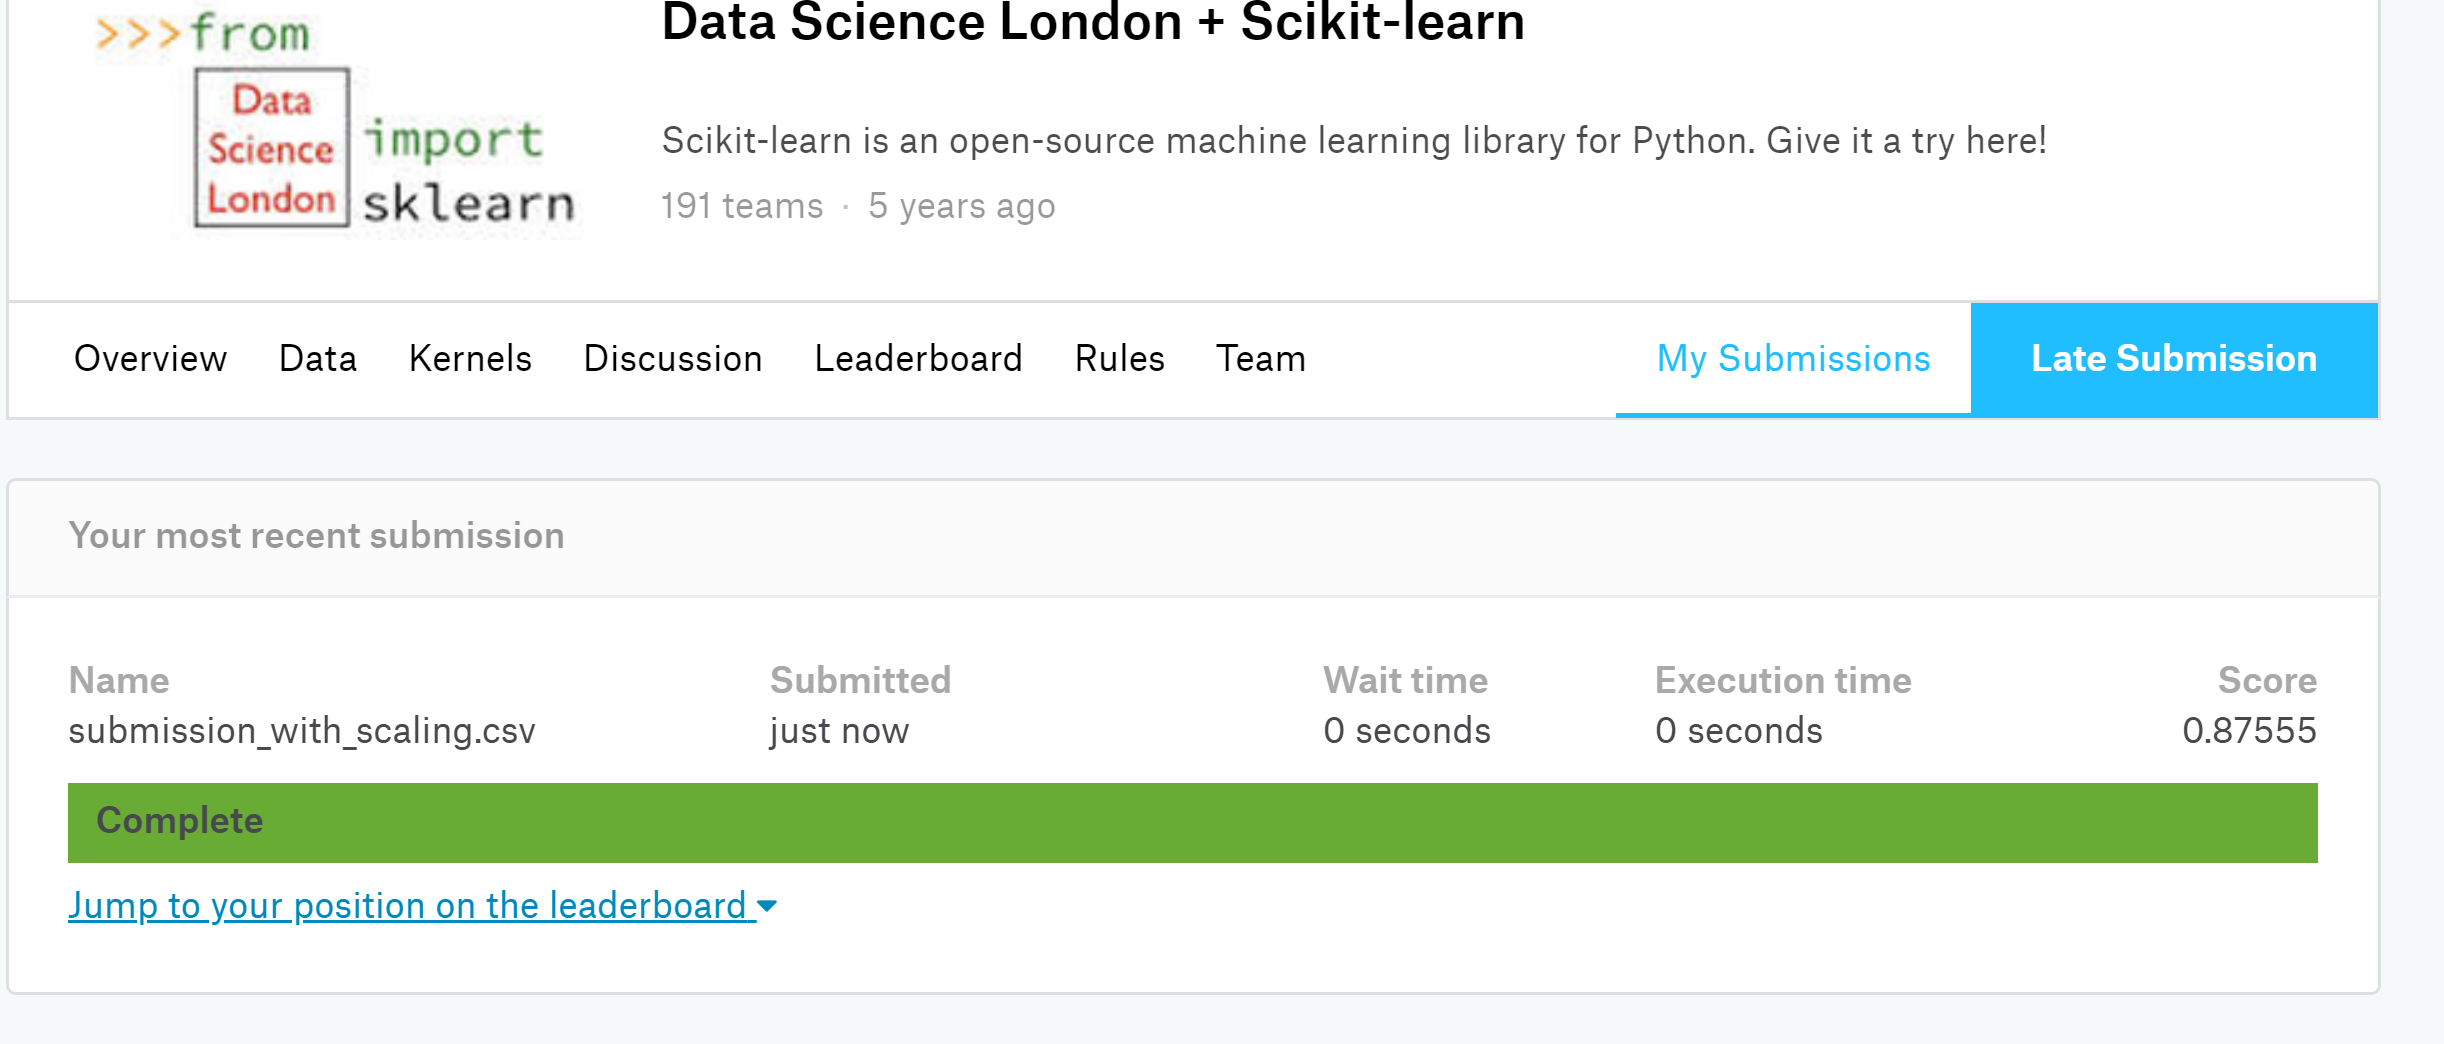 >>>from
Data
Science
London
import
sklearn
Data Science London + Scikit-learn
Scikit-learn is an open-source machine learning library for Python. Give it a try here!
191 teams · 5 years ago
Overview Data Kernels Discussion Leaderboard Rules Team My Submissions Late Submission
Your most recent submission
Name Submitted Wait time Execution time Score
submission_with_scaling.csv just now 0 seconds 0 seconds 0.87555
Complete
Jump to your position on the leaderboard